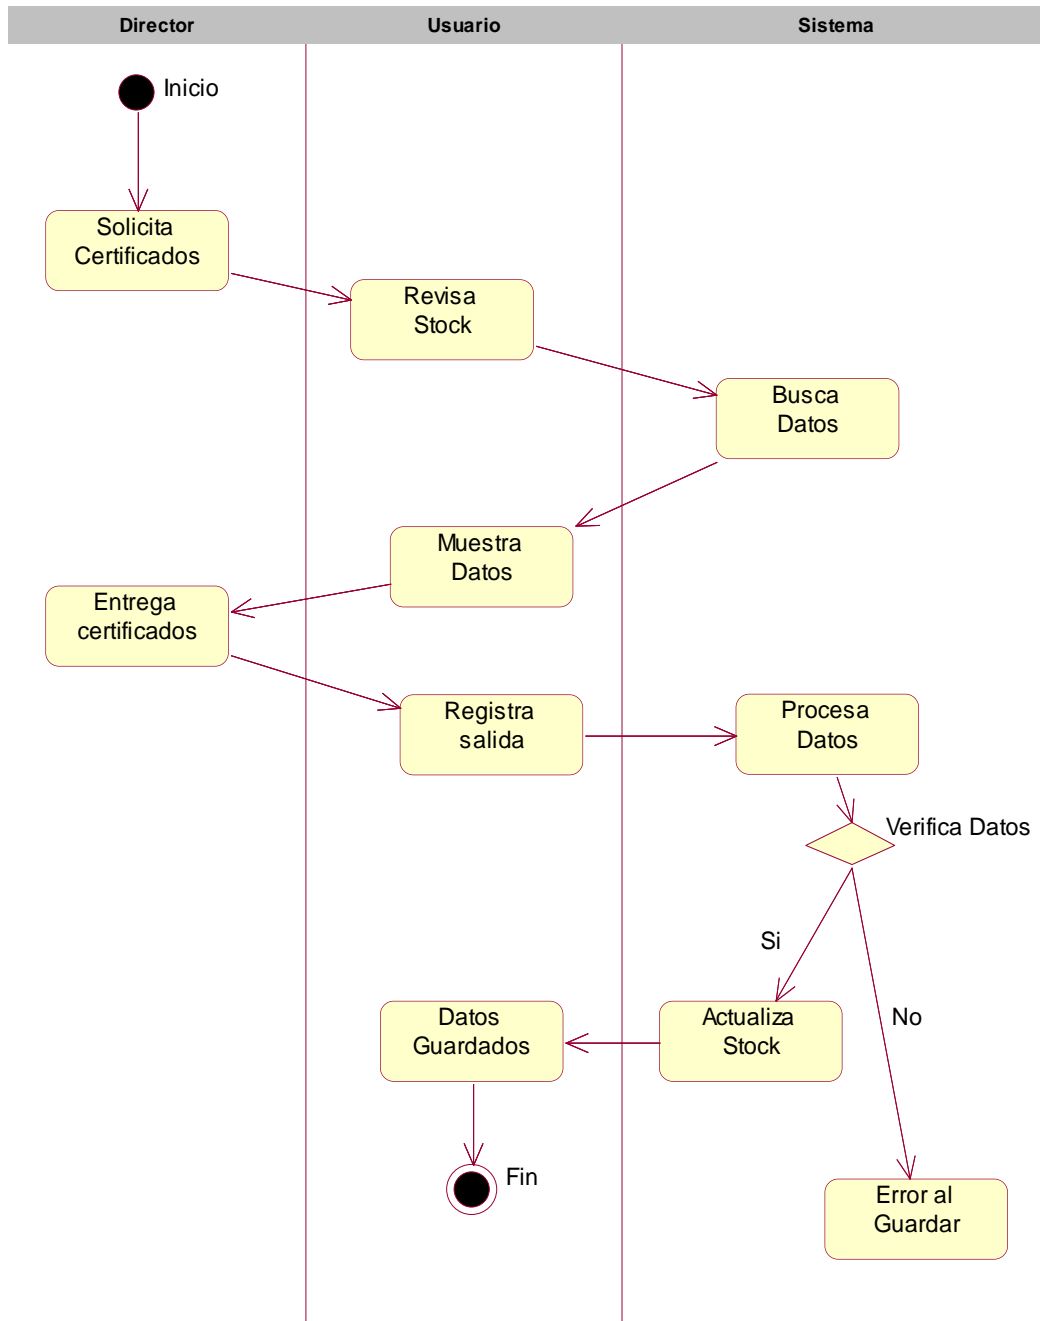 Director
Usuario
Sistema
Inicio
Solicita
Certificados
Revisa
Stock
Busca
Datos
Muestra
Datos
Entrega
certificados
Registra
salida
Procesa
Datos
Verifica Datos
Si
No
Datos
Guardados
Actualiza
Stock
Fin
Error al
Guardar